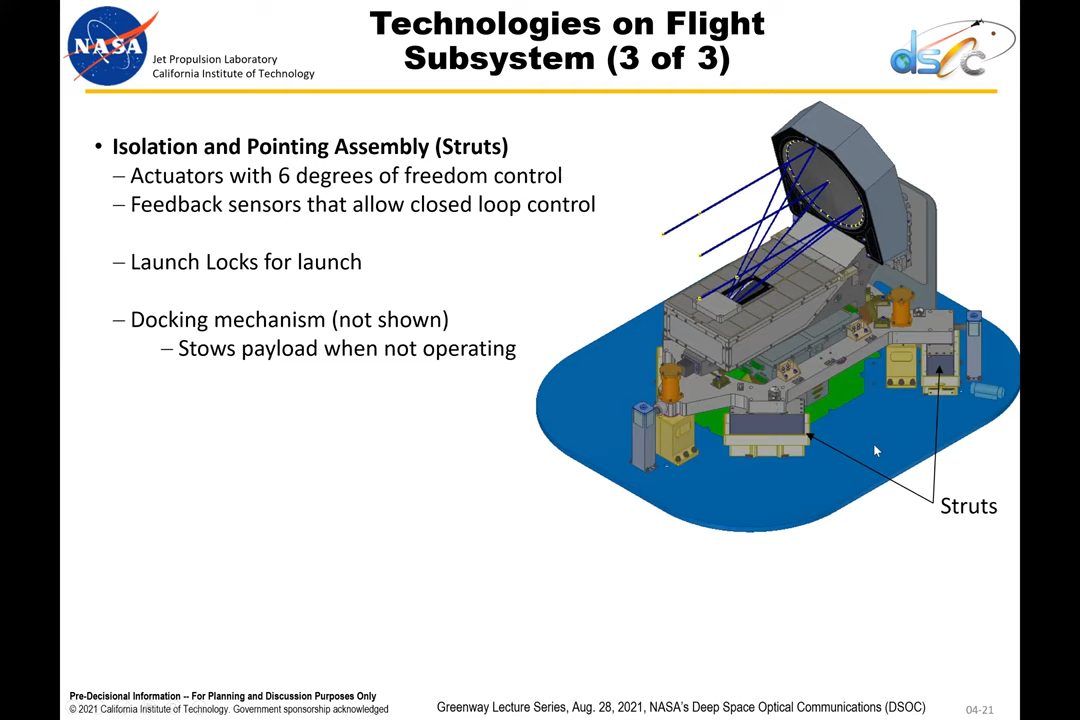 NASA
Jet Propulsion Laboratory
California Institute of Technology
Technologies on Flight
Subsystem (3 of 3)
dsoc
• Isolation and Pointing Assembly (Struts)
– Actuators with 6 degrees of freedom control
– Feedback sensors that allow closed loop control
– Launch Locks for launch
– Docking mechanism (not shown)
– Stows payload when not operating
Struts
Pre-Decisional Information -- For Planning and Discussion Purposes Only
© 2021 California Institute of Technology. Government sponsorship acknowledged
Greenway Lecture Series, Aug. 28, 2021, NASA's Deep Space Optical Communications (DSOC)
04-21